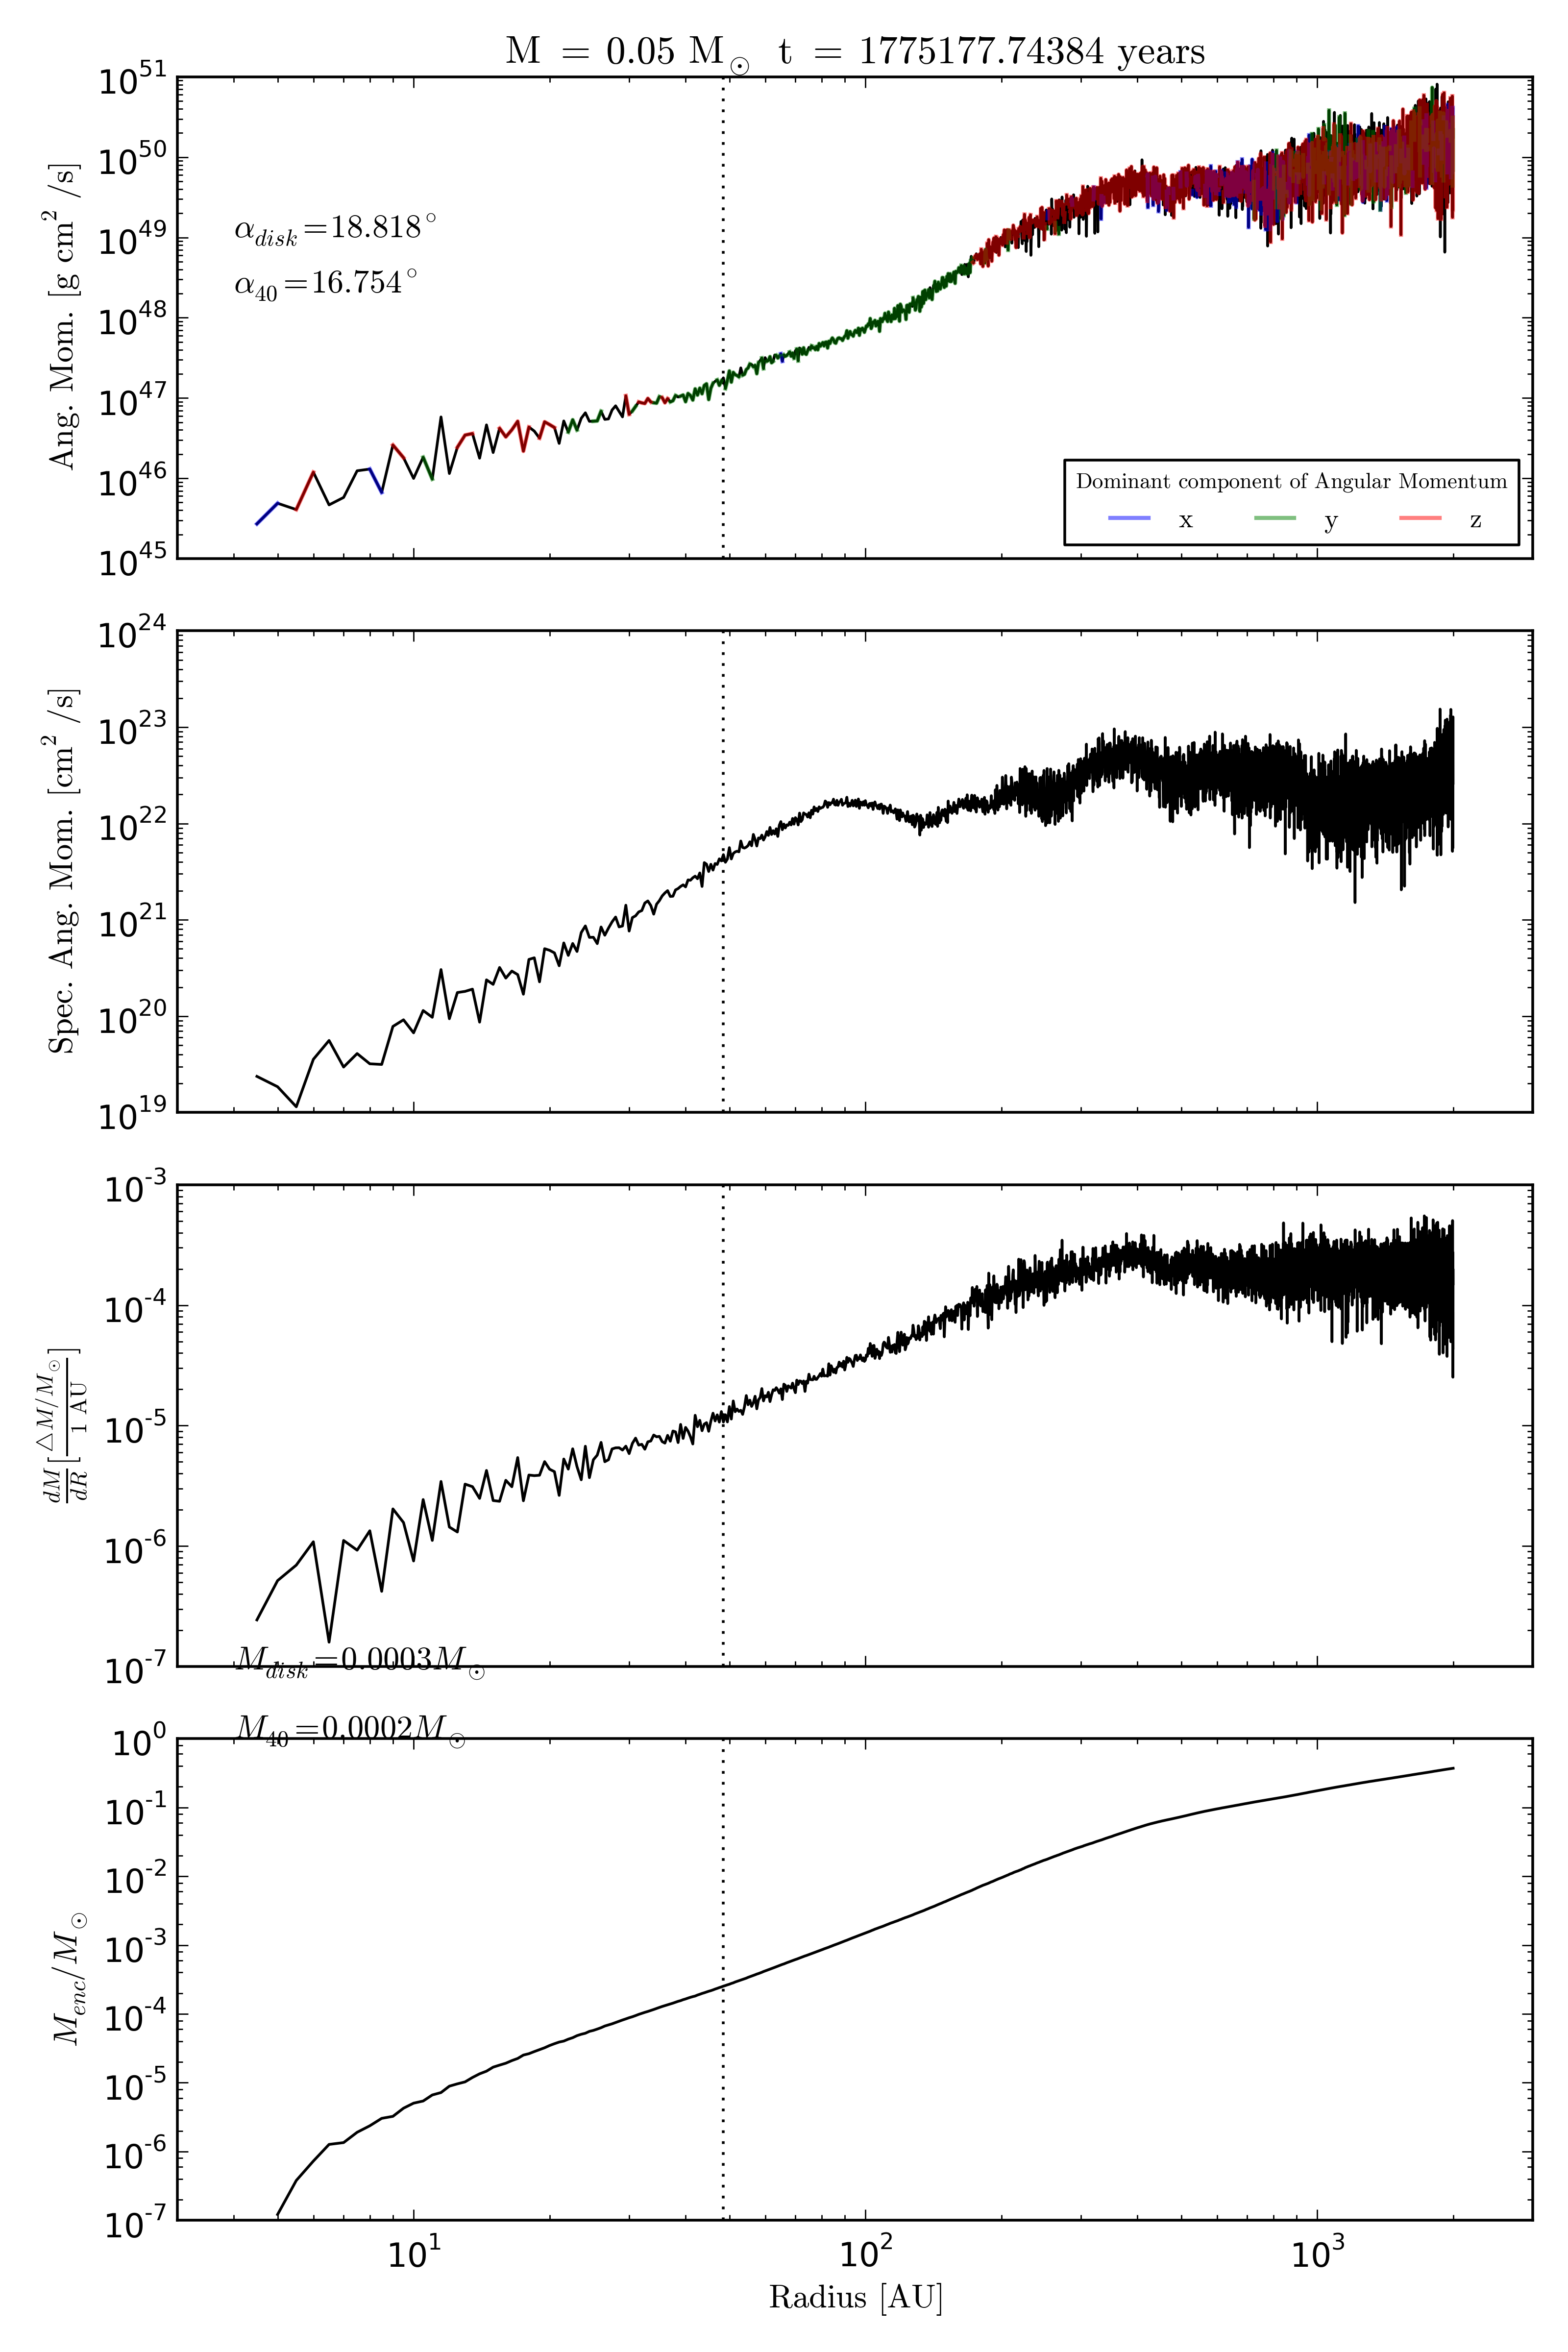 M = 0.05 M⊙ t = 1775177.74384 years
10^51
10^50
10^49
10^48
10^47
10^46
10^45
Ang. Mom. [g cm^2 /s]
α_disk=18.818°
α_40=16.754°
Dominant component of Angular Momentum
x y z
10^24
10^23
10^22
10^21
10^20
10^19
Spec. Ang. Mom. [cm^2 /s]
10^-3
10^-4
10^-5
10^-6
10^-7
dM/dR [△M/M⊙ / 1 AU]
M_disk=0.0003M⊙
M_40=0.0002M⊙
10^0
10^-1
10^-2
10^-3
10^-4
10^-5
10^-6
10^-7
M_enc/M⊙
10^1 10^2 10^3
Radius [AU]